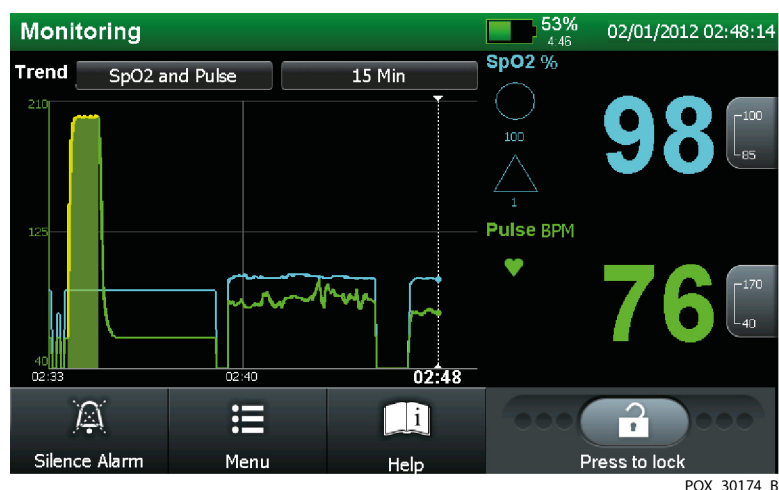 Monitoring
53%
4.46
02/01/2012 02:48:14
Trend
SpO2 and Pulse
15 Min
SpO2 %
210
125
40
02:33
02:40
02:48
100
1
98
100
85
Pulse BPM
76
170
40
Silence Alarm
Menu
i
Help
Press to lock
POX_30174_B